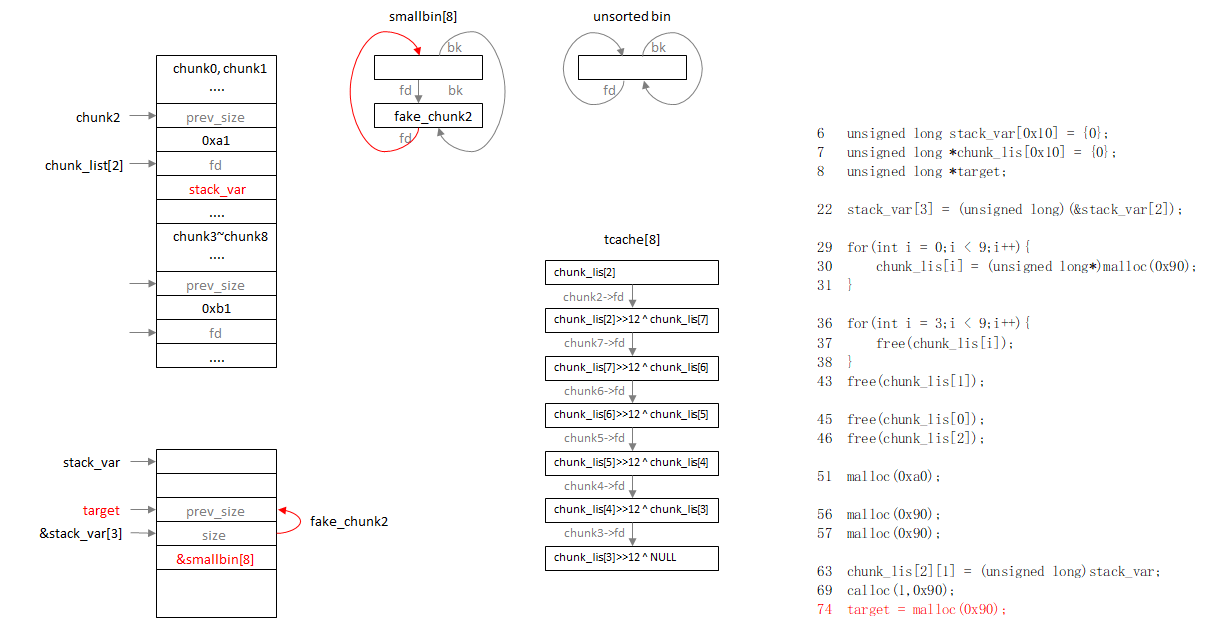 smallbin[8]
unsorted bin
bk
fd
bk
fake_chunk2
fd
bk
fd
chunk0,chunk1
....
chunk2
prev_size
0xa1
chunk_list[2]
fd
stack_var
....
chunk3~chunk8
....
prev_size
0xb1
fd
....
stack_var
target
prev_size
&stack_var[3]
size
fake_chunk2
&smallbin[8]
tcache[8]
chunk_lis[2]
chunk2->fd
chunk_lis[2]>>12 ^ chunk_lis[7]
chunk7->fd
chunk_lis[7]>>12 ^ chunk_lis[6]
chunk6->fd
chunk_lis[6]>>12 ^ chunk_lis[5]
chunk5->fd
chunk_lis[5]>>12 ^ chunk_lis[4]
chunk4->fd
chunk_lis[4]>>12 ^ chunk_lis[3]
chunk3->fd
chunk_lis[3]>>12 ^ NULL
6 unsigned long stack_var[0x10] = {0};
7 unsigned long *chunk_lis[0x10] = {0};
8 unsigned long *target;
22 stack_var[3] = (unsigned long)(&stack_var[2]);
29 for(int i = 0;i < 9;i++){
30 chunk_lis[i] = (unsigned long*)malloc(0x90);
31 }
36 for(int i = 3;i < 9;i++){
37 free(chunk_lis[i]);
38 }
43 free(chunk_lis[1]);
45 free(chunk_lis[0]);
46 free(chunk_lis[2]);
51 malloc(0xa0);
56 malloc(0x90);
57 malloc(0x90);
63 chunk_lis[2][1] = (unsigned long)stack_var;
69 calloc(1,0x90);
74 target = malloc(0x90);